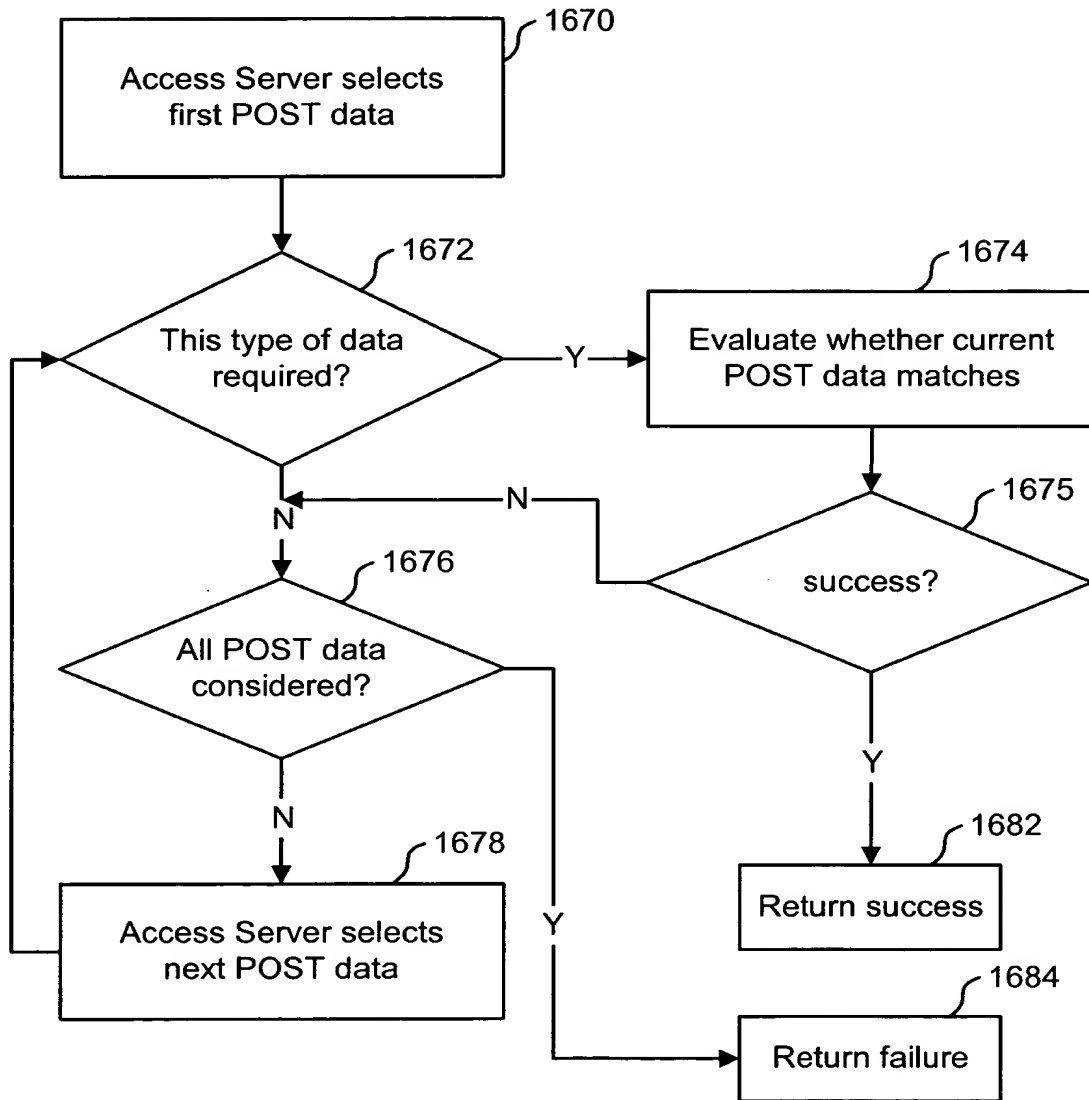 1670
Access Server selects
first POST data
1672
This type of data
required?
Y
1674
Evaluate whether current
POST data matches
N
N
1675
success?
1676
All POST data
considered?
Y
N
Y
1678
Access Server selects
next POST data
1682
Return success
1684
Return failure